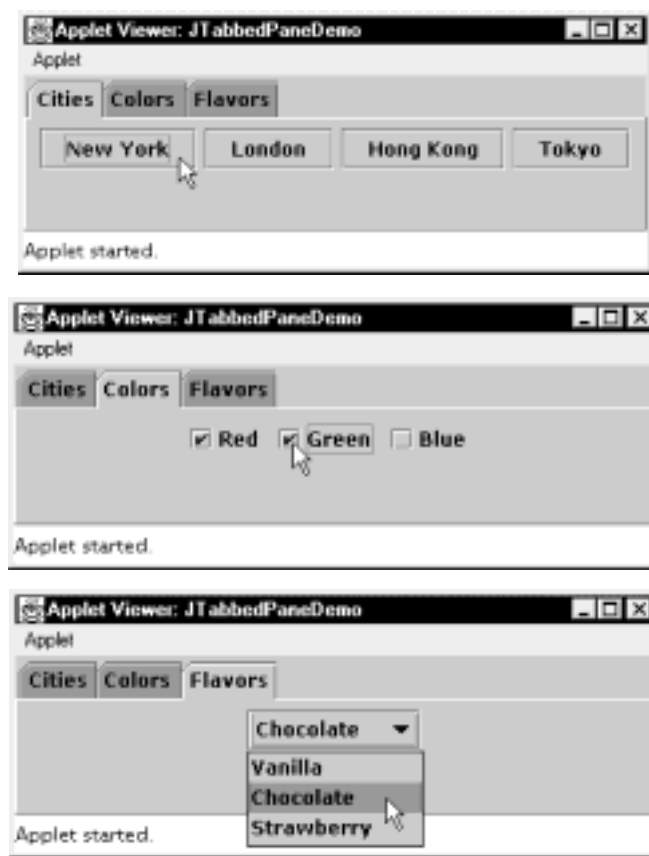 Applet Viewer: JTabbedPaneDemo
Applet
Cities Colors Flavors
New York London Hong Kong Tokyo
Applet started.
Applet Viewer: JTabbedPaneDemo
Applet
Cities Colors Flavors
Red Green Blue
Applet started.
Applet Viewer: JTabbedPaneDemo
Applet
Cities Colors Flavors
Chocolate
Vanilla
Chocolate
Strawberry
Applet started.